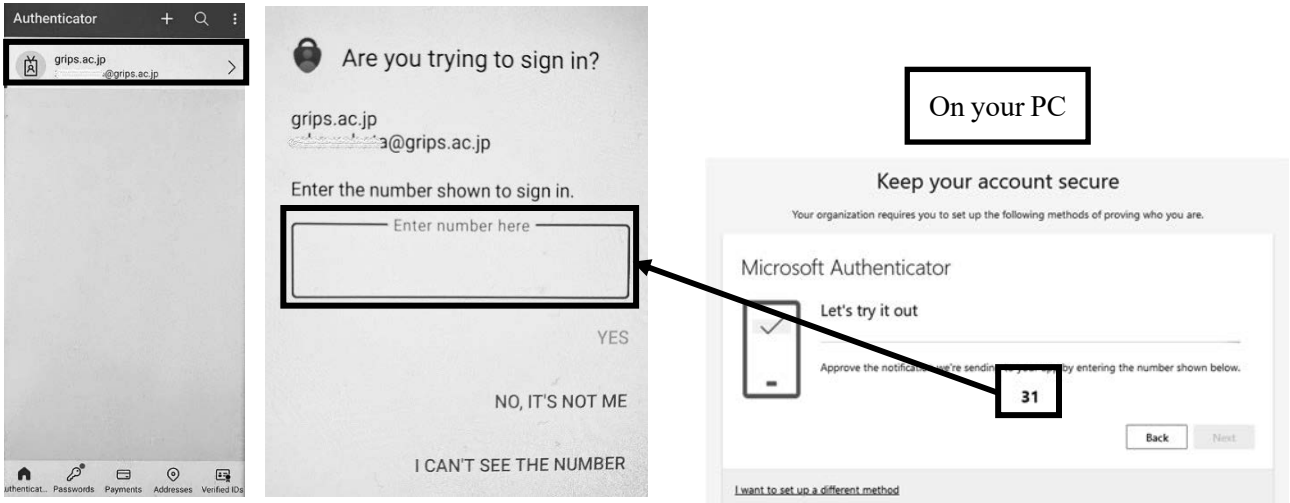 Authenticator
grips.ac.jp
@grips.ac.jp
Passwords
Payments
Addresses
Verified IDs
Are you trying to sign in?
grips.ac.jp
a@grips.ac.jp
Enter the number shown to sign in.
Enter number here
YES
NO, IT'S NOT ME
I CAN'T SEE THE NUMBER
On your PC
Keep your account secure
Your organization requires you to set up the following methods of proving who you are.
Microsoft Authenticator
Let's try it out
Approve the notification we're sending to your app by entering the number shown below.
31
Back
Next
I want to set up a different method